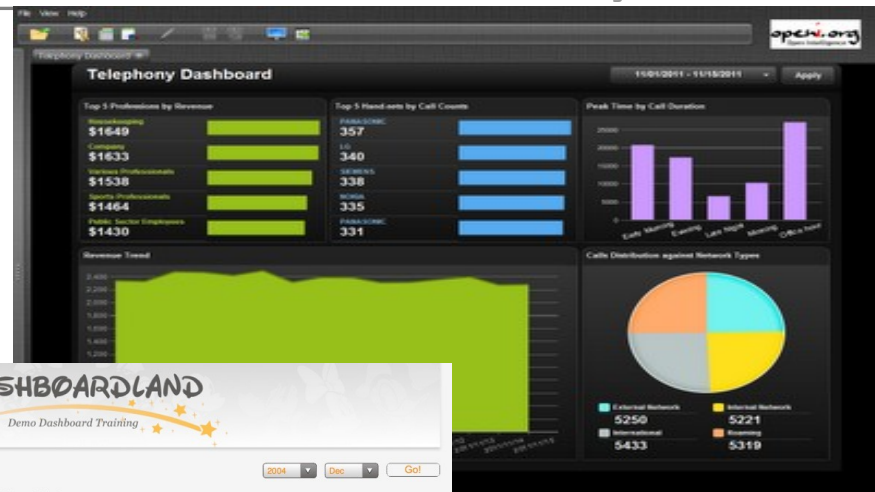 File View Help
openi.org
Open Intelligence
Telephony Dashboard
Telephony Dashboard
11/01/2011 - 11/15/2011
Apply
Top 5 Professions by Revenue
Housekeeping
$1649
Company
$1633
Various Professionals
$1538
Sports Professionals
$1464
Public Sector Employees
$1430
Top 5 Hand-sets by Call Counts
PANASONIC
357
LG
340
SIEMENS
338
NOKIA
335
PANASONIC
331
Peak Time by Call Duration
25000
20000
15000
10000
5000
0
Early Morning
Evening
Late Night
Morning
Office hour
Revenue Trend
2,400
2,200
2,000
1,800
1,600
1,400
1,200
Calls Distribution against Network Types
External Network
5250
Internal Network
5221
International
5433
Roaming
5319
SHBOARDLAND
Demo Dashboard Training
2004
Dec
Go!